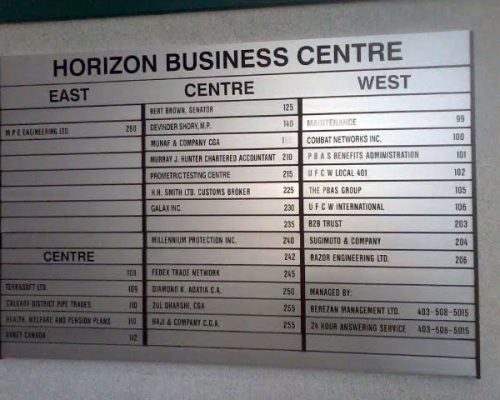 HORIZON BUSINESS CENTRE
EAST
M P E ENGINEERING LTD. 260
CENTRE
108
TERRASOFT LTD. 109
CALGARY DISTRICT PIPE TRADES 110
HEALTH, WELFARE AND PENSION PLANS 110
AVNET CANADA 112
CENTRE
BERT BROWN, SENATOR 125
DEVINDER SHORY, M.P. 140
MUNAF & COMPANY CGA
MURRAY J. HUNTER CHARTERED ACCOUNTANT 210
PROMETRIC TESTING CENTRE 215
H.H. SMITH LTD. CUSTOMS BROKER 225
GALAX INC. 230
235
MILLENNIUM PROTECTION INC. 240
242
FEDEX TRADE NETWORK 245
DIAMOND K. ADATIA C.A. 250
ZUL DHARSHI, CGA 255
HAJI & COMPANY C.G.A. 255
WEST
MAINTENANCE 99
COMBAT NETWORKS INC. 100
P B A S BENEFITS ADMINISTRATION 101
U F C W LOCAL 401 102
THE PBAS GROUP 105
U F C W INTERNATIONAL 106
B2B TRUST 203
SUGIMOTO & COMPANY 204
RAZOR ENGINEERING LTD. 206
MANAGED BY:
BEREZAN MANAGEMENT LTD. 403-508-5015
24 HOUR ANSWERING SERVICE 403-508-5015